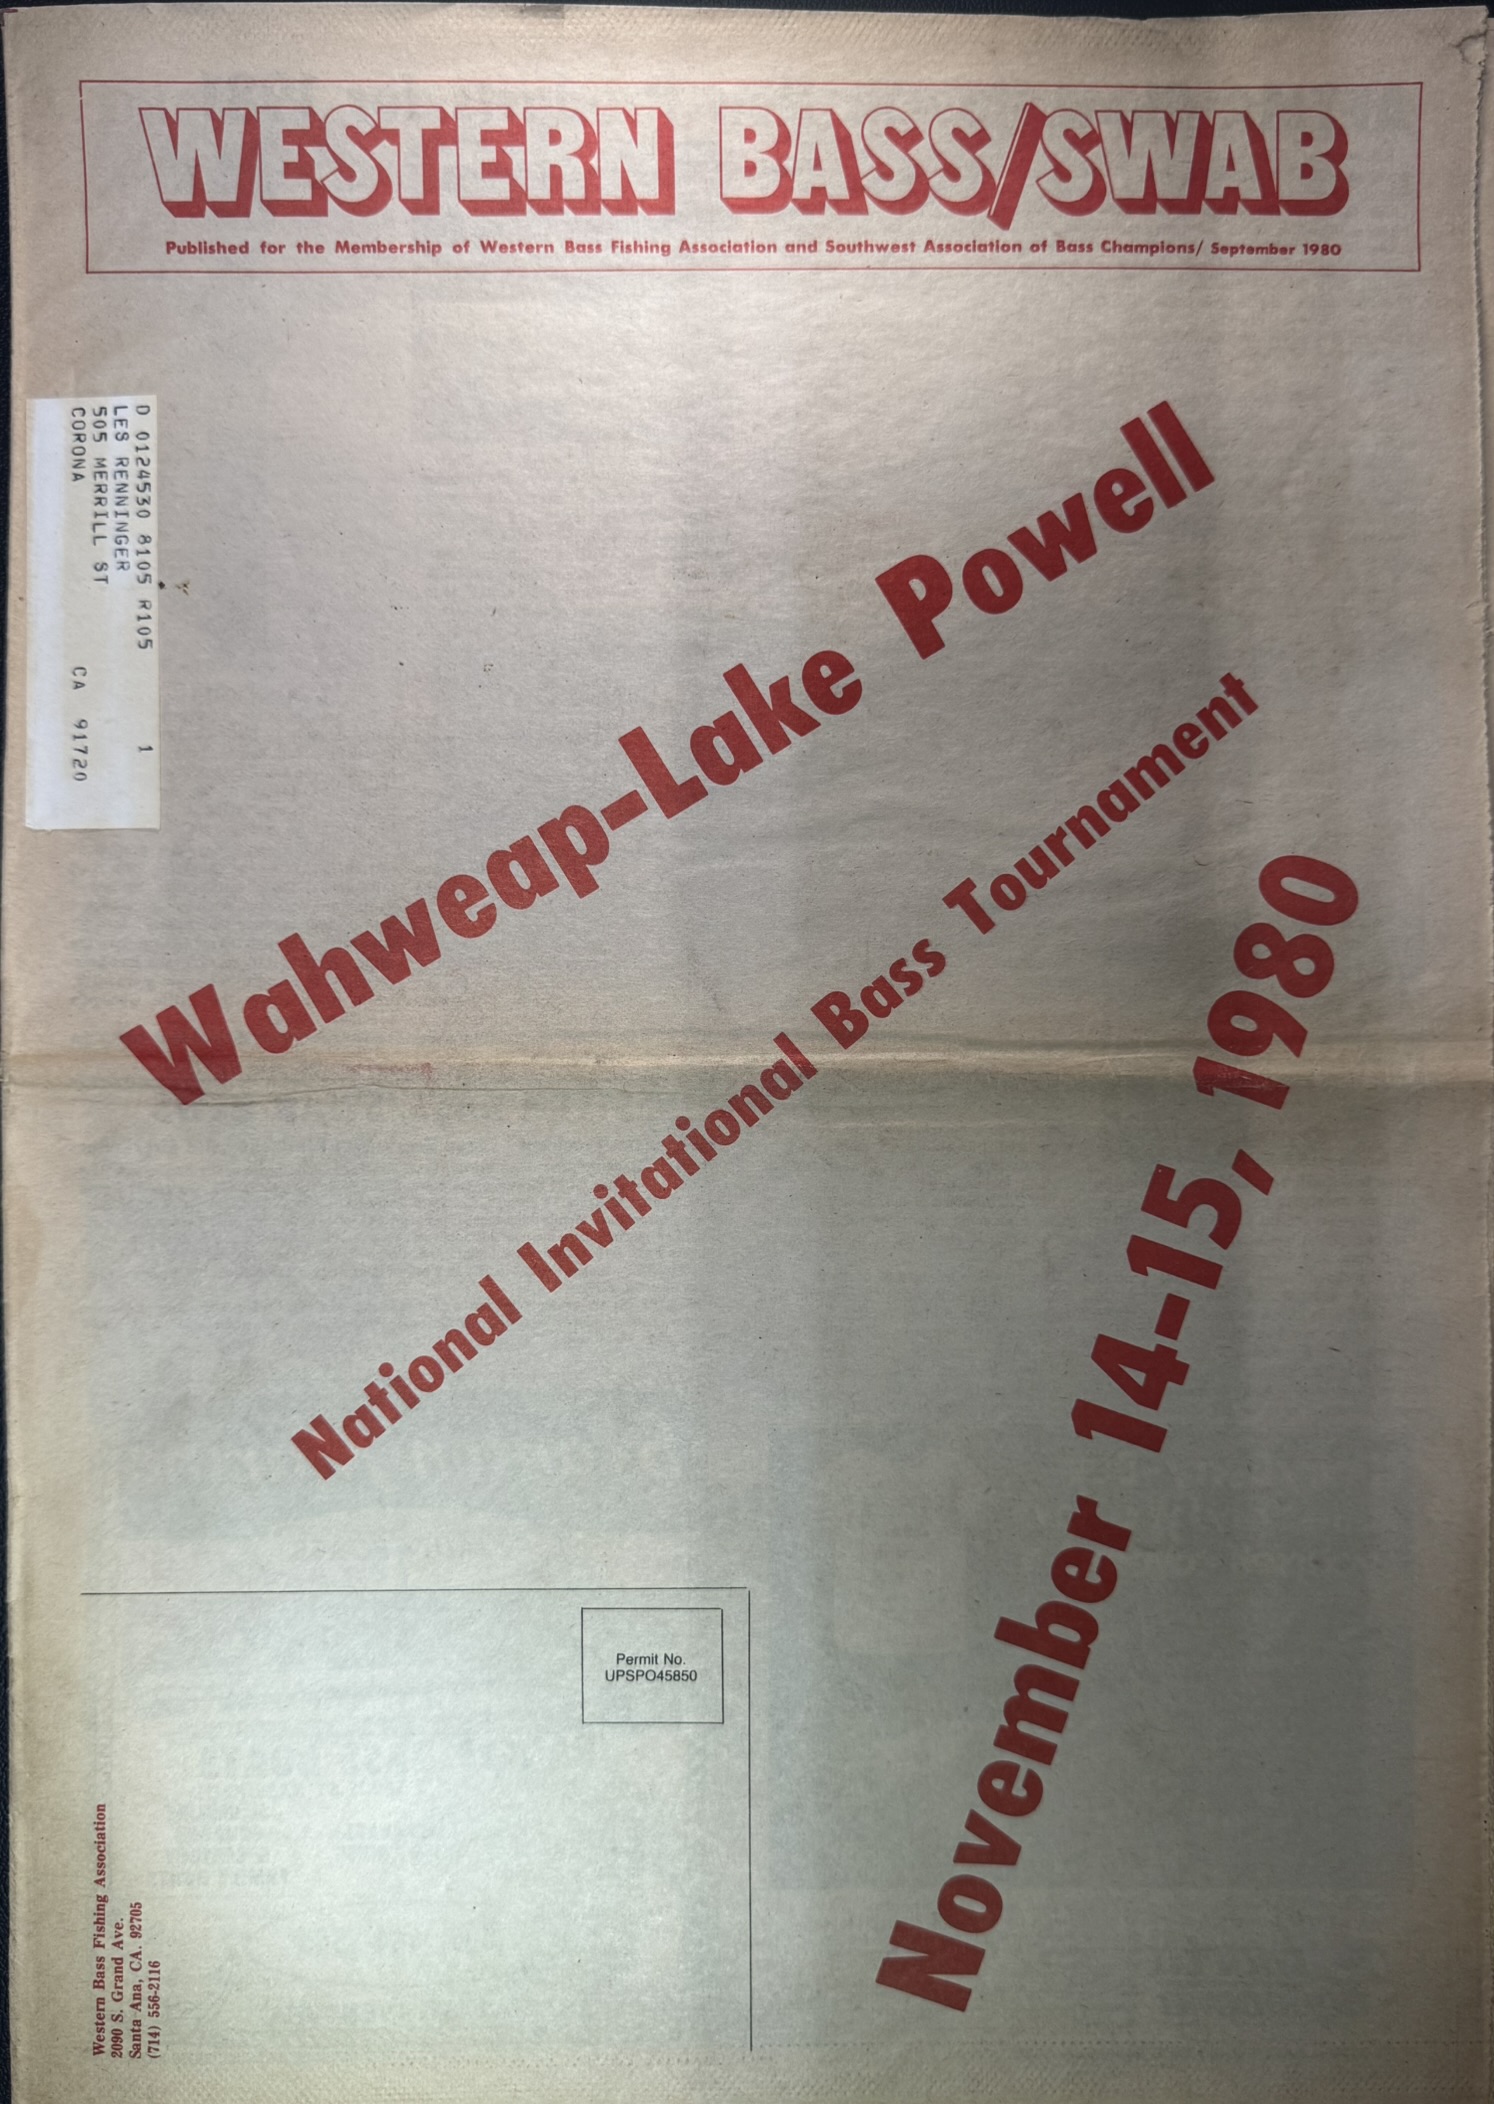 WESTERN BASS/SWAB
Published for the Membership of Western Bass Fishing Association and Southwest Association of Bass Champions/ September 1980
D 0124530 8105 R105 1
LES RENNINGER
505 MERRILL ST
CORONA CA 91720
Wahweap-Lake Powell
National Invitational Bass Tournament
November 14-15, 1980
Permit No.
UPSPO45850
Western Bass Fishing Association
2090 S. Grand Ave.
Santa Ana, CA. 92705
(714) 556-2116